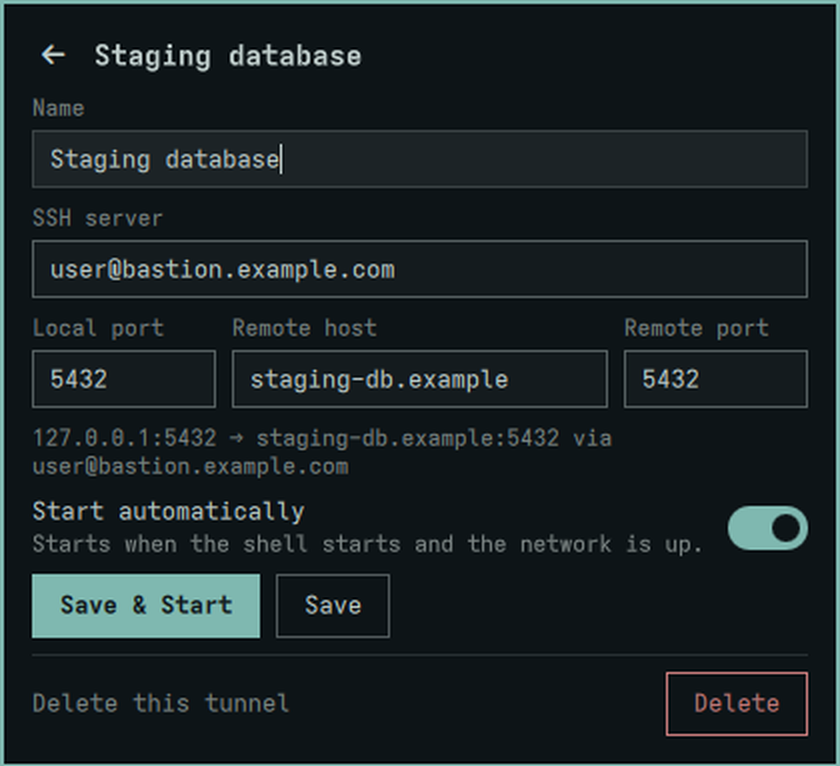 ← Staging database
Name
Staging database
SSH server
user@bastion.example.com
Local port Remote host Remote port
5432 staging-db.example 5432
127.0.0.1:5432 → staging-db.example:5432 via
user@bastion.example.com
Start automatically
Starts when the shell starts and the network is up.
Save & Start Save
Delete this tunnel Delete